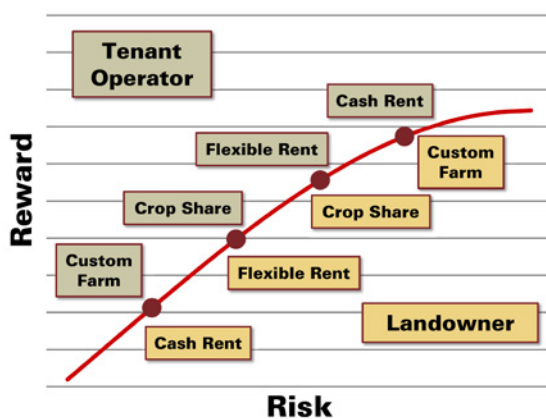 Tenant
Operator
Cash Rent
Flexible Rent
Custom
Farm
Crop Share
Crop Share
Custom
Farm
Flexible Rent
Cash Rent
Landowner
Reward
Risk